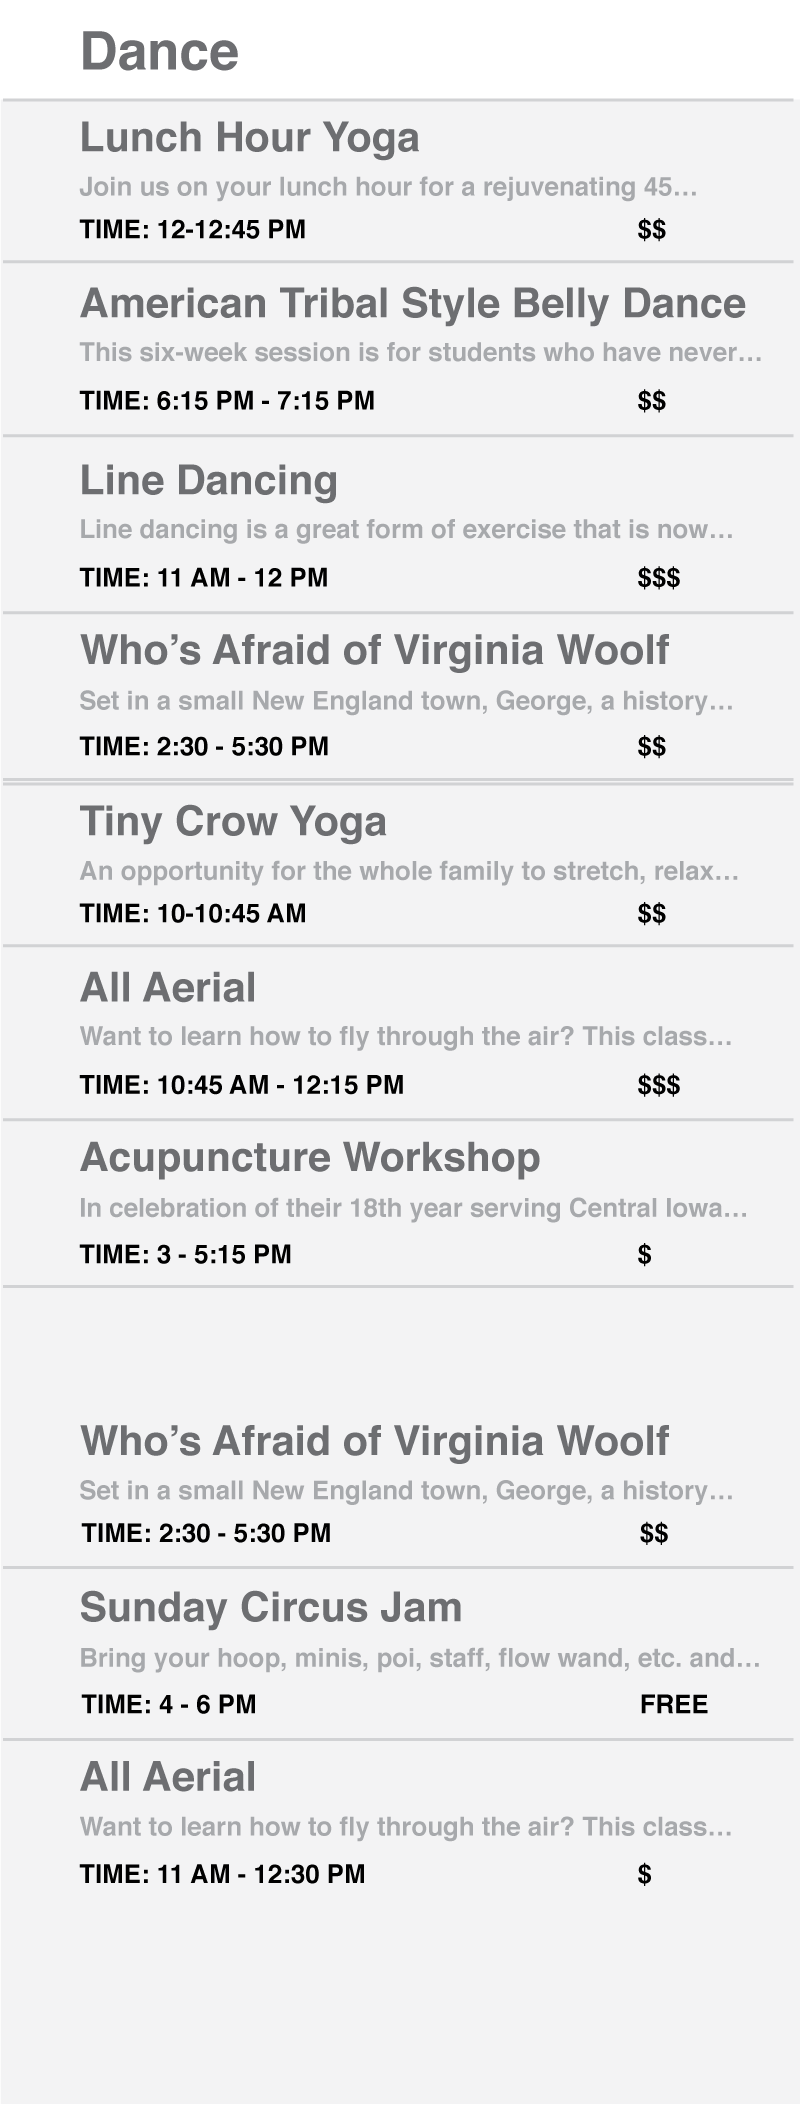 Dance
Lunch Hour Yoga
Join us on your lunch hour for a rejuvenating 45…
TIME: 12-12:45 PM $$
American Tribal Style Belly Dance
This six-week session is for students who have never…
TIME: 6:15 PM - 7:15 PM $$
Line Dancing
Line dancing is a great form of exercise that is now…
TIME: 11 AM - 12 PM $$$
Who’s Afraid of Virginia Woolf
Set in a small New England town, George, a history…
TIME: 2:30 - 5:30 PM $$
Tiny Crow Yoga
An opportunity for the whole family to stretch, relax…
TIME: 10-10:45 AM $$
All Aerial
Want to learn how to fly through the air? This class…
TIME: 10:45 AM - 12:15 PM $$$
Acupuncture Workshop
In celebration of their 18th year serving Central Iowa…
TIME: 3 - 5:15 PM $
Who’s Afraid of Virginia Woolf
Set in a small New England town, George, a history…
TIME: 2:30 - 5:30 PM $$
Sunday Circus Jam
Bring your hoop, minis, poi, staff, flow wand, etc. and…
TIME: 4 - 6 PM FREE
All Aerial
Want to learn how to fly through the air? This class…
TIME: 11 AM - 12:30 PM $